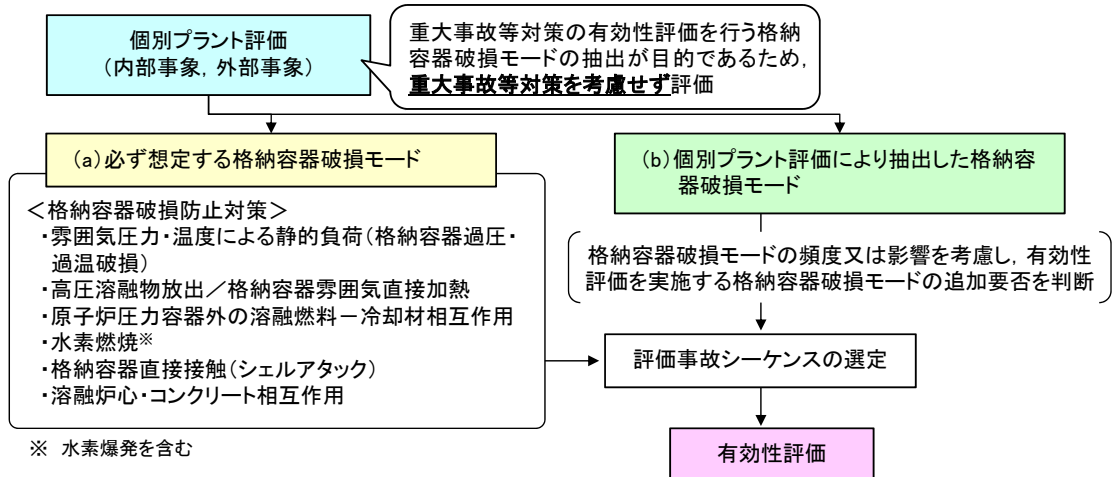 個別プラント評価
（内部事象，外部事象）
重大事故等対策の有効性評価を行う格納
容器破損モードの抽出が目的であるため，
重大事故等対策を考慮せず評価
（a）必ず想定する格納容器破損モード
（b）個別プラント評価により抽出した格納容
器破損モード
＜格納容器破損防止対策＞
・雰囲気圧力・温度による静的負荷（格納容器過圧・
過温破損）
・高圧溶融物放出／格納容器雰囲気直接加熱
・原子炉圧力容器外の溶融燃料－冷却材相互作用
・水素燃焼※
・格納容器直接接触（シェルアタック）
・溶融炉心・コンクリート相互作用
※ 水素爆発を含む
格納容器破損モードの頻度又は影響を考慮し，有効性
評価を実施する格納容器破損モードの追加要否を判断
評価事故シーケンスの選定
有効性評価